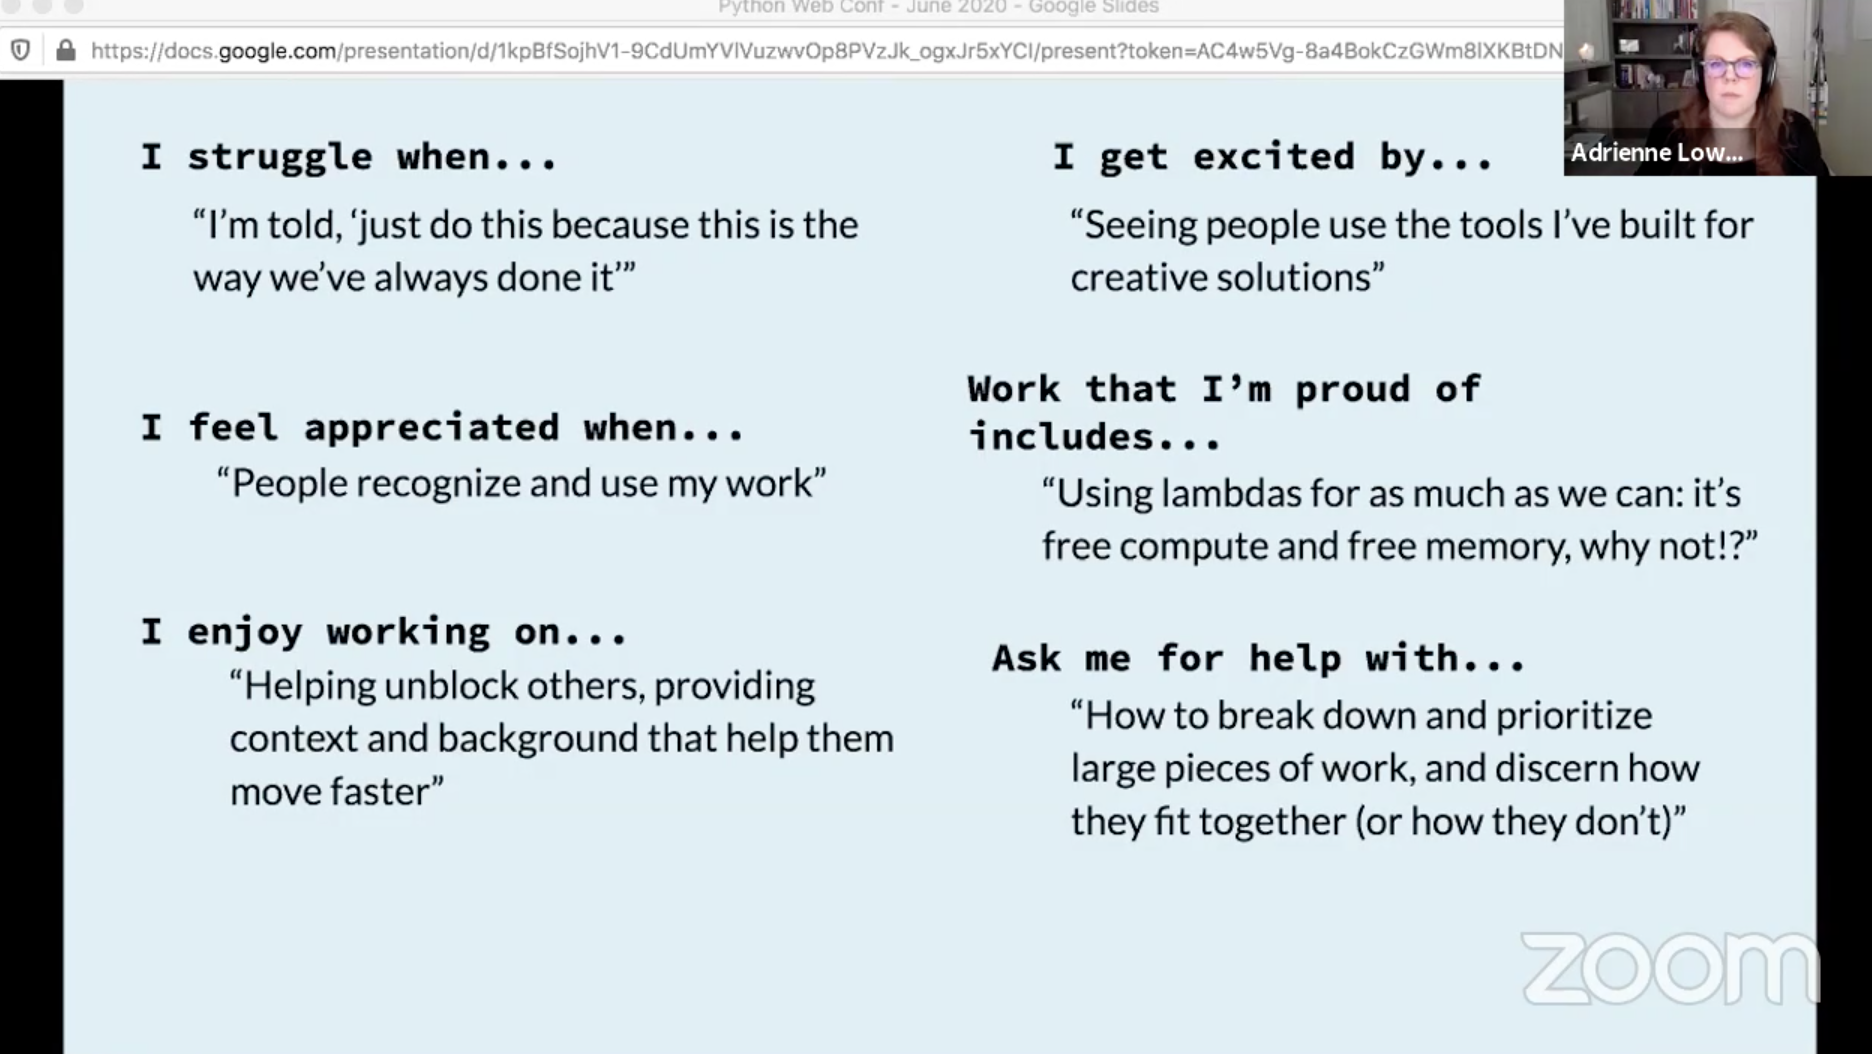 Python Web Conf - June 2020 - Google Slides
https://docs.google.com/presentation/d/1kpBfSojhV1-9CdUmYVlVuzwvOp8PVzJk_ogxJr5xYCI/present?token=AC4w5Vg-8a4BokCzGWm8lXKBtDN
Adrienne Low...
I struggle when...
“I’m told, ‘just do this because this is the
way we’ve always done it’”
I get excited by...
“Seeing people use the tools I’ve built for
creative solutions”
I feel appreciated when...
“People recognize and use my work”
Work that I’m proud of
includes...
“Using lambdas for as much as we can: it’s
free compute and free memory, why not!?”
I enjoy working on...
“Helping unblock others, providing
context and background that help them
move faster”
Ask me for help with...
“How to break down and prioritize
large pieces of work, and discern how
they fit together (or how they don’t)”
zoom